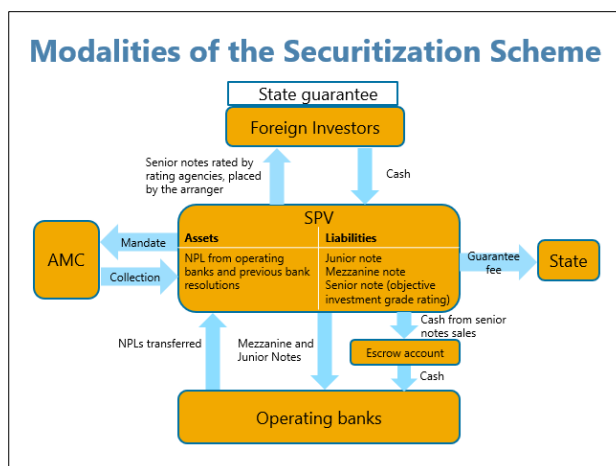 Modalities of the Securitization Scheme
State guarantee
Foreign Investors
Senior notes rated by
rating agencies, placed
by the arranger
Cash
SPV
Assets
NPL from operating
banks and previous bank
resolutions
Liabilities
Junior note
Mezzanine note
Senior note (objective
investment grade rating)
AMC
Mandate
Collection
Guarantee
fee
State
NPLs transferred
Mezzanine and
Junior Notes
Cash from senior
notes sales
Escrow account
Cash
Operating banks